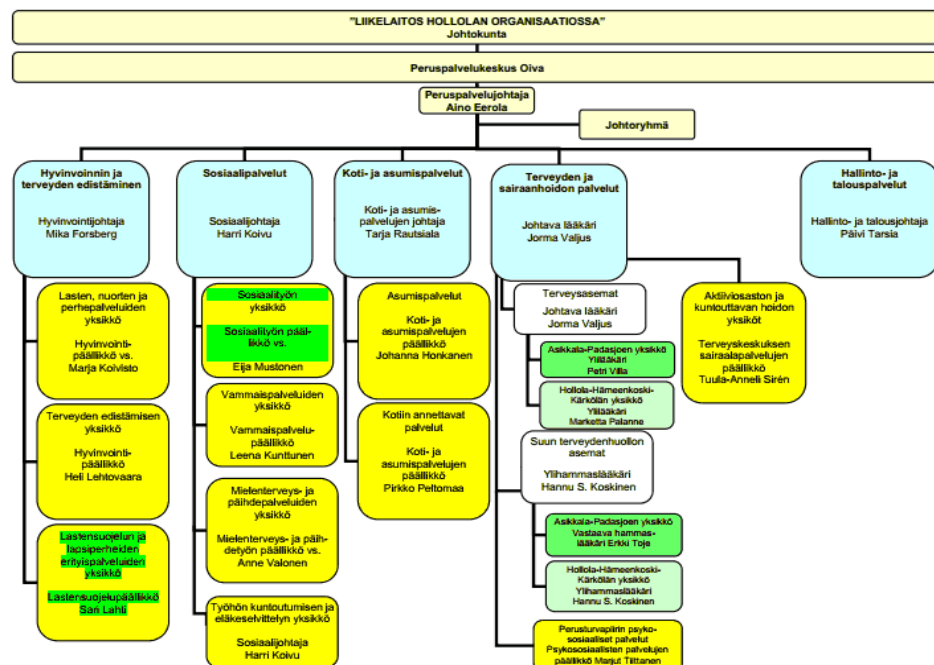 "LIIKELAITOS HOLLOLAN ORGANISAATIOSSA"
Johtokunta
Peruspalvelukeskus Oiva
Peruspalvelujohtaja
Aino Eerola
Johtoryhmä
Hyvinvoinnin ja
terveyden edistäminen
Hyvinvointijohtaja
Mika Forsberg
Sosiaalipalvelut
Sosiaalijohtaja
Harri Koivu
Koti- ja asumispalvelut
Koti- ja asumis-
palvelujen johtaja
Tarja Rautsiala
Terveyden ja
sairaanhoidon palvelut
Johtava lääkäri
Jorma Valjus
Hallinto- ja
talouspalvelut
Hallinto- ja talousjohtaja
Päivi Tarsia
Lasten, nuorten ja
perhepalveluiden
yksikkö
Hyvinvointi-
päällikkö vs.
Marja Koivisto
Terveyden edistämisen
yksikkö
Hyvinvointi-
päällikkö
Heli Lehtovaara
Lastensuojelun ja
lapsiperheiden
erityispalveluiden
yksikkö
Lastensuojelupäällikkö
Sari Lahti
Sosiaalityön
yksikkö
Sosiaalityön pääl-
likkö vs.
Eija Mustonen
Vammaispalveluiden
yksikkö
Vammaispalvelu-
päällikkö
Leena Kunttunen
Mielenterveys- ja
päihdepalveluiden
yksikkö
Mielenterveys- ja päih-
detyön päällikkö vs.
Anne Valonen
Työhön kuntoutumisen ja
eläkeselvittelyn yksikkö
Sosiaalijohtaja
Harri Koivu
Asumispalvelut
Koti- ja
asumispalvelujen
päällikkö
Johanna Honkanen
Kotiin annettavat
palvelut
Koti- ja
asumispalvelujen
päällikkö
Pirkko Peltomaa
Terveysasemat
Johtava lääkäri
Jorma Valjus
Asikkala-Padasjoen yksikkö
Ylilääkäri
Petri Villa
Hollola-Hämeenkoski-
Kärkölän yksikkö
Ylilääkäri
Marketta Palanne
Suun terveydenhuollon
asemat
Ylihammaslääkäri
Hannu S. Koskinen
Asikkala-Padasjoen yksikkö
Vastaava hammas-
lääkäri Erkki Toje
Hollola-Hämeenkoski-
Kärkölän yksikkö
Ylihammaslääkäri
Hannu S. Koskinen
Perusturvapiirin psyko-
sosiaaliset palvelut
Psykososiaalisten palvelujen
päällikkö Marjut Tiittanen
Aktiiviosaston ja
kuntouttavan hoidon
yksiköt
Terveyskeskuksen
sairaalapalvelujen
päällikkö
Tuula-Anneli Sirén